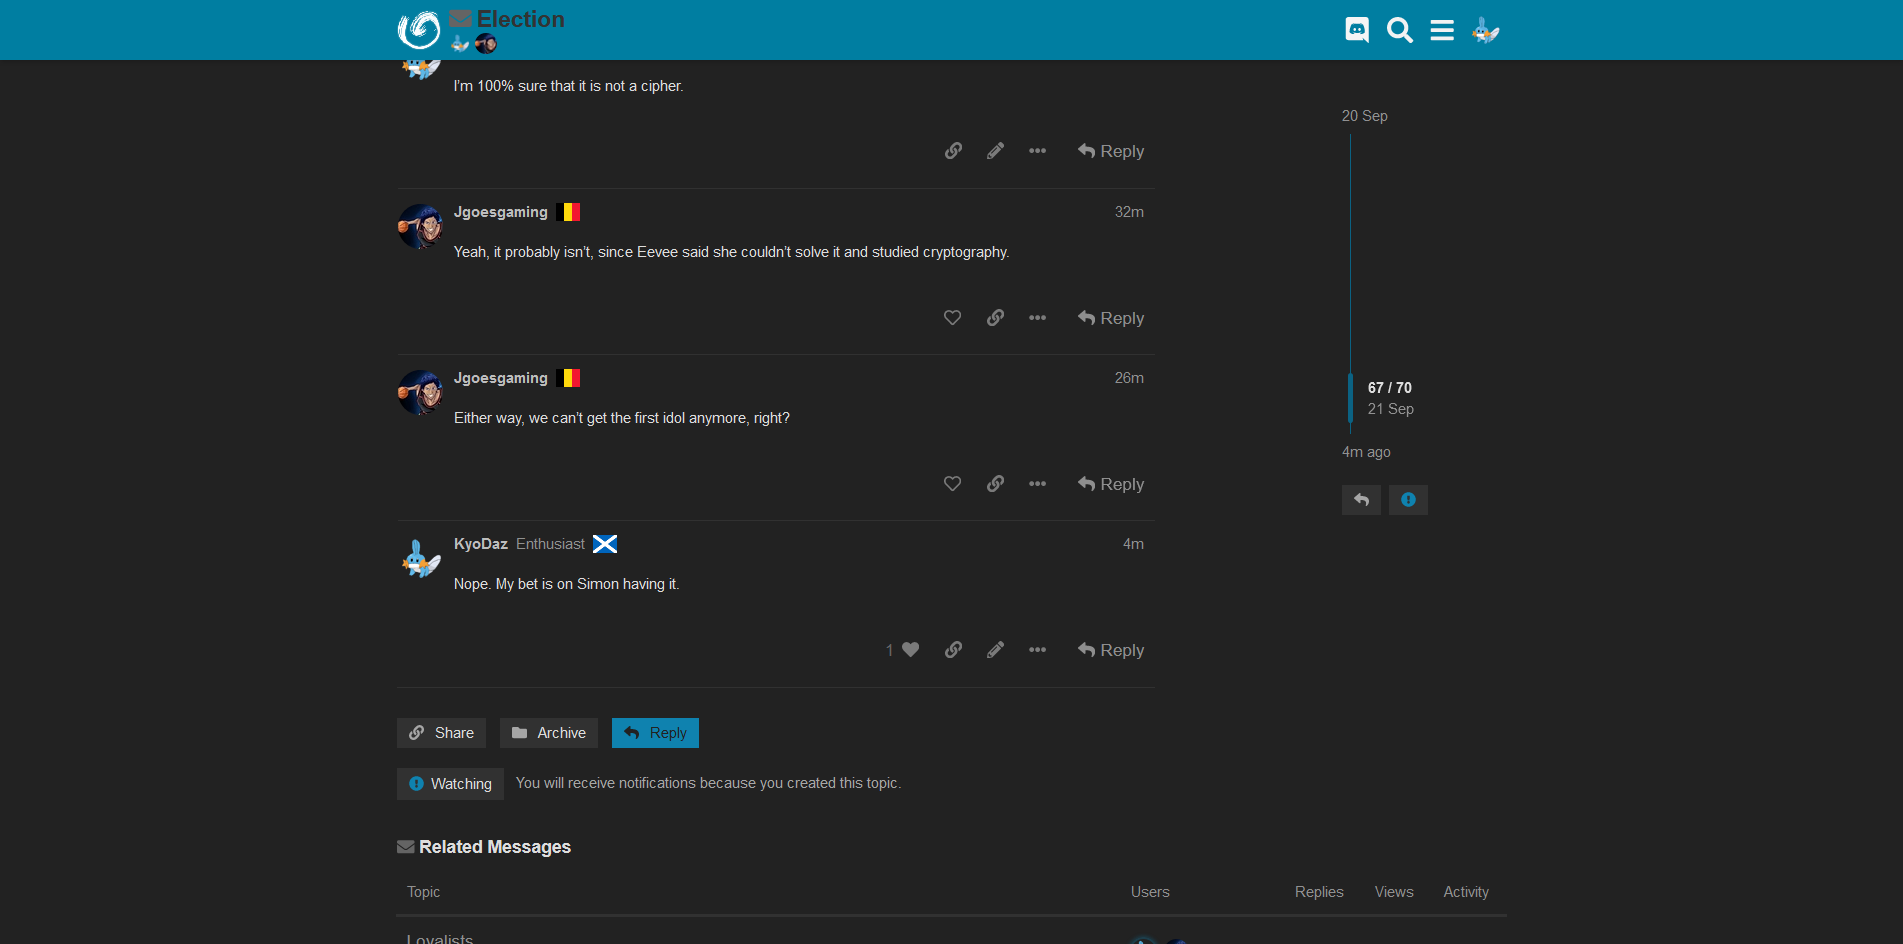 Election
I'm 100% sure that it is not a cipher.
20 Sep
Reply
Jgoesgaming 32m
Yeah, it probably isn't, since Eevee said she couldn't solve it and studied cryptography.
Reply
Jgoesgaming 26m
67 / 70
21 Sep
Either way, we can't get the first idol anymore, right?
4m ago
Reply
KyoDaz Enthusiast 4m
Nope. My bet is on Simon having it.
1 Reply
Share Archive Reply
Watching You will receive notifications because you created this topic.
Related Messages
Topic Users Replies Views Activity
Loyalists